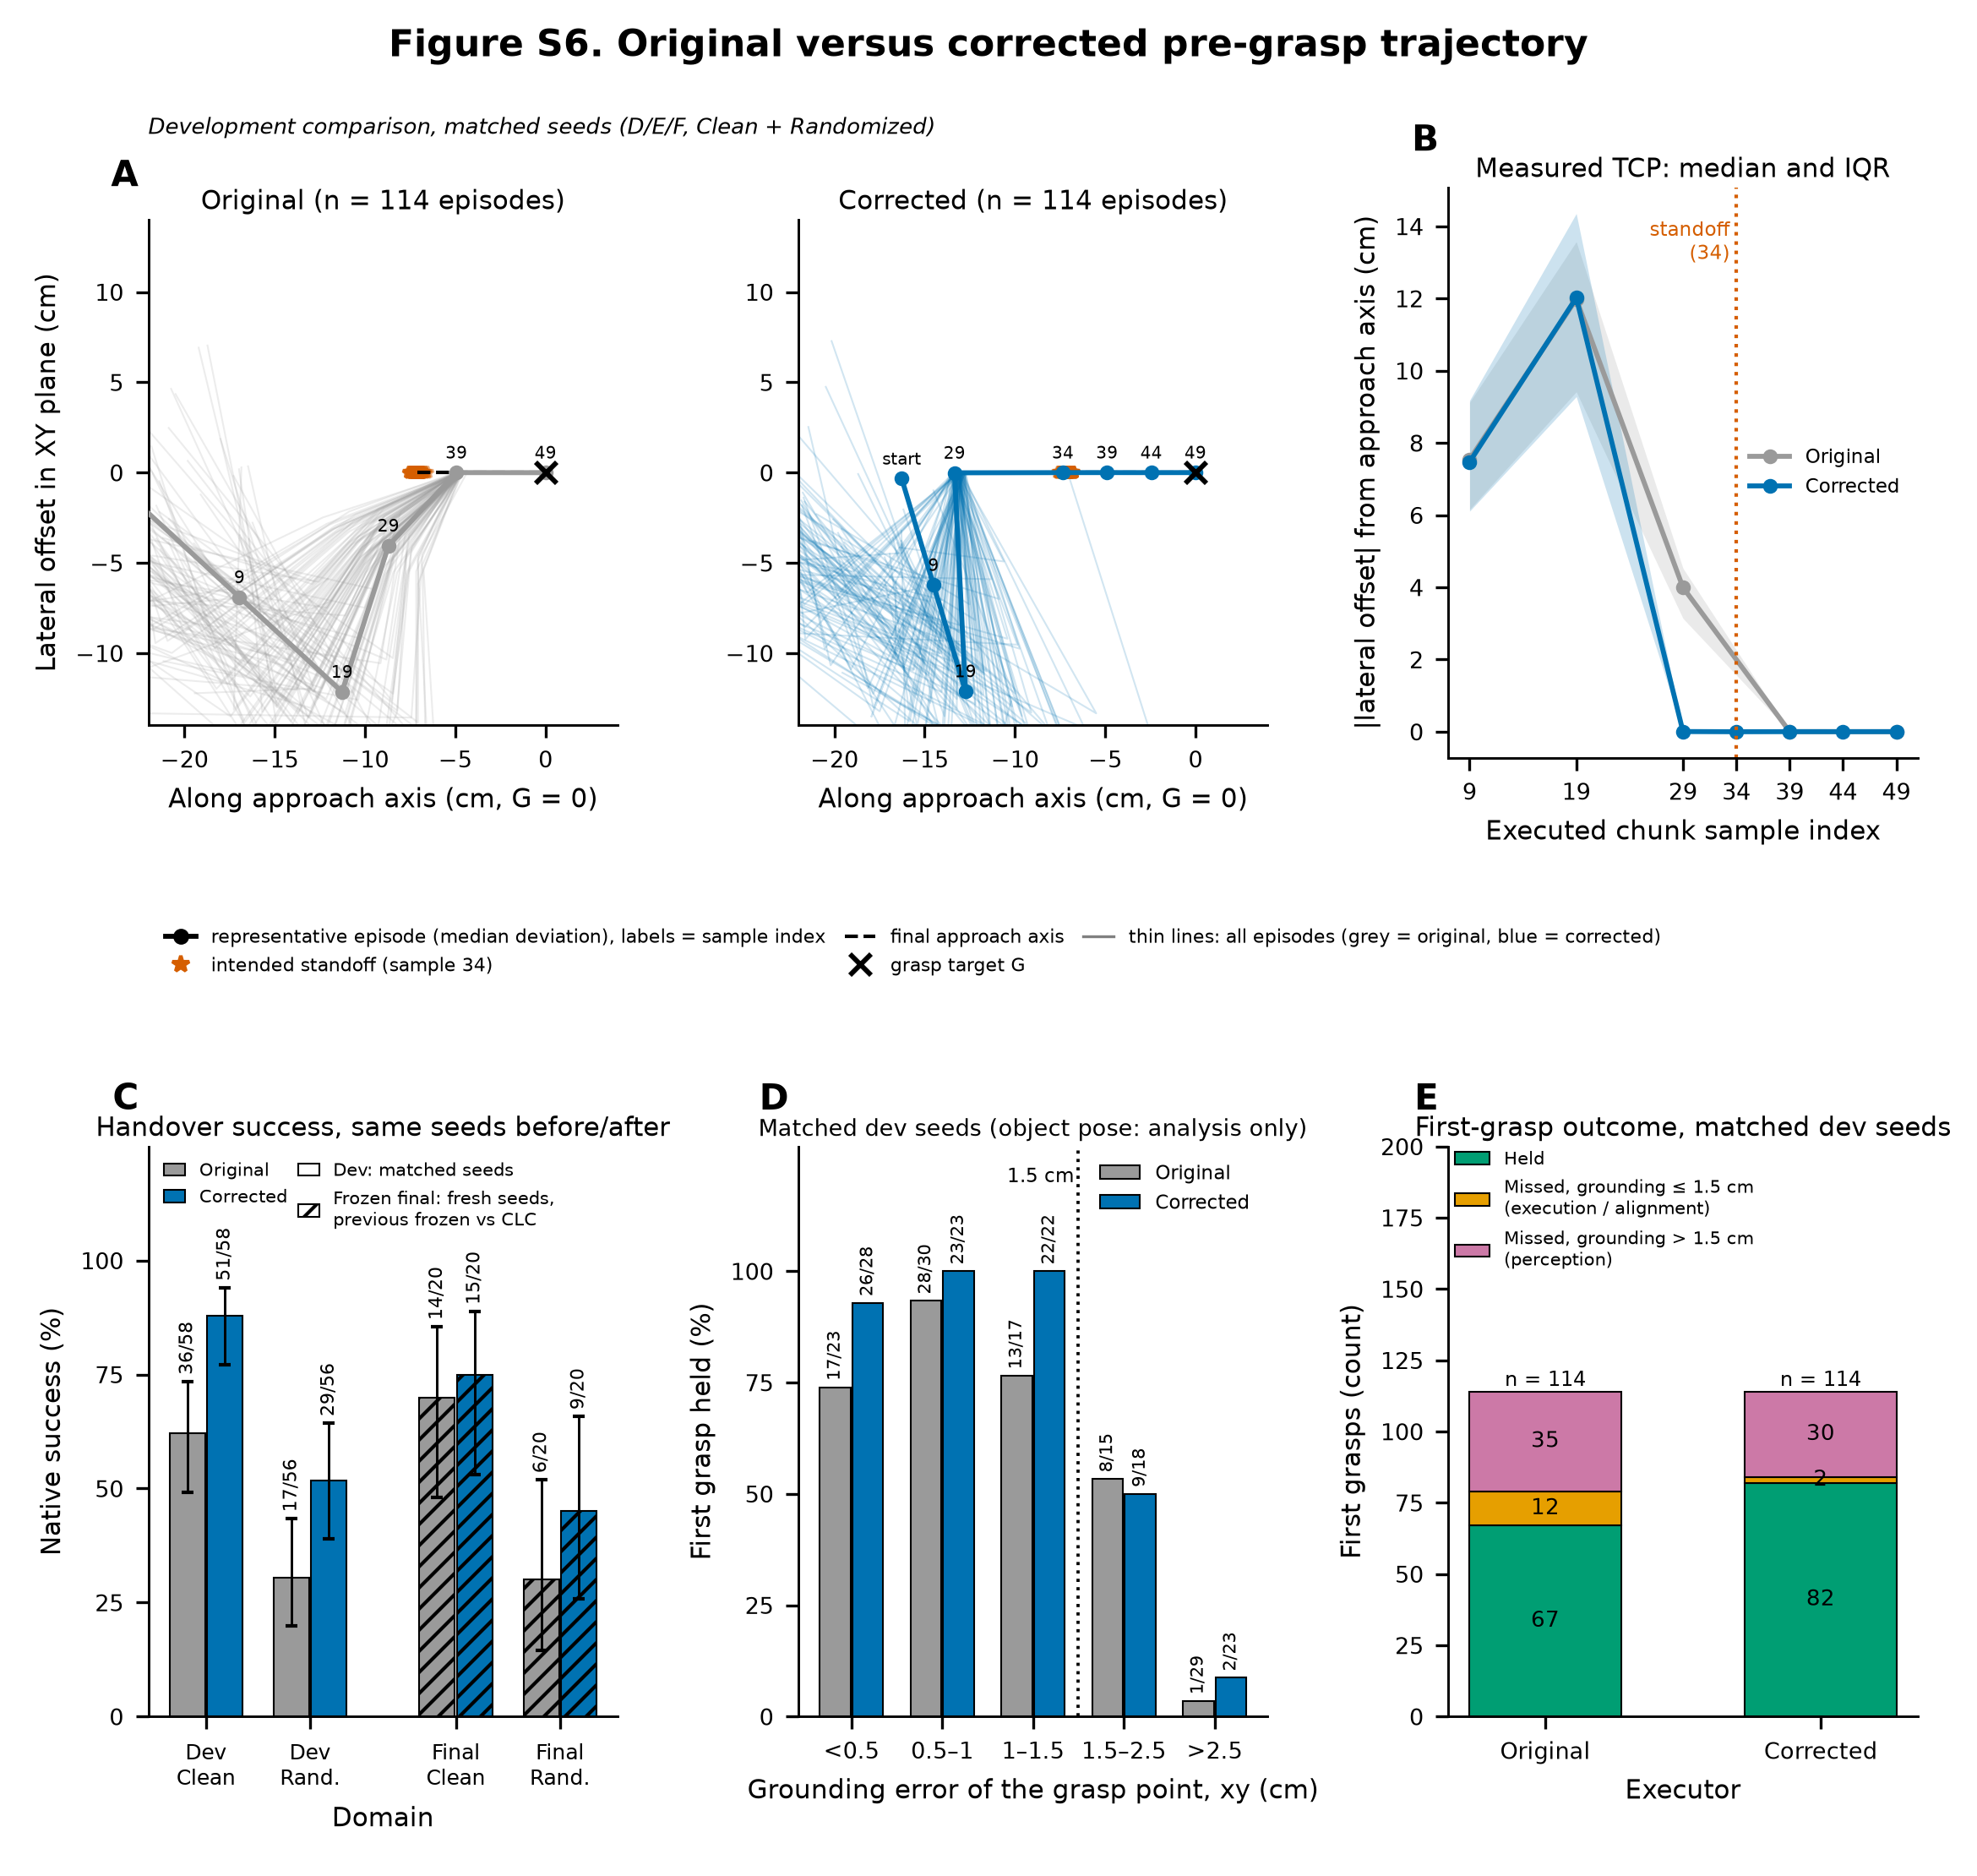 Figure S6. Original versus corrected pre-grasp trajectory
Development comparison, matched seeds (D/E/F, Clean + Randomized)
A
Original (n = 114 episodes)
Lateral offset in XY plane (cm)
10
5
0
−5
−10
9
19
29
39
49
−20
−15
−10
−5
0
Along approach axis (cm, G = 0)
Corrected (n = 114 episodes)
10
5
0
−5
−10
start
9
19
29
34
39
44
49
−20
−15
−10
−5
0
Along approach axis (cm, G = 0)
B
Measured TCP: median and IQR
|lateral offset| from approach axis (cm)
14
12
10
8
6
4
2
0
standoff
(34)
Original
Corrected
9
19
29
34
39
44
49
Executed chunk sample index
representative episode (median deviation), labels = sample index
final approach axis
thin lines: all episodes (grey = original, blue = corrected)
intended standoff (sample 34)
grasp target G
C
Handover success, same seeds before/after
Original
Corrected
Dev: matched seeds
Frozen final: fresh seeds,
previous frozen vs CLC
Native success (%)
100
75
50
25
0
36/58
51/58
17/56
29/56
14/20
15/20
6/20
9/20
Dev
Clean
Dev
Rand.
Final
Clean
Final
Rand.
Domain
D
Matched dev seeds (object pose: analysis only)
1.5 cm
Original
Corrected
First grasp held (%)
100
75
50
25
0
17/23
26/28
28/30
23/23
13/17
22/22
8/15
9/18
1/29
2/23
<0.5
0.5–1
1–1.5
1.5–2.5
>2.5
Grounding error of the grasp point, xy (cm)
E
First-grasp outcome, matched dev seeds
Held
Missed, grounding ≤ 1.5 cm
(execution / alignment)
Missed, grounding > 1.5 cm
(perception)
First grasps (count)
200
175
150
125
100
75
50
25
0
n = 114
35
12
67
n = 114
30
2
82
Original
Corrected
Executor